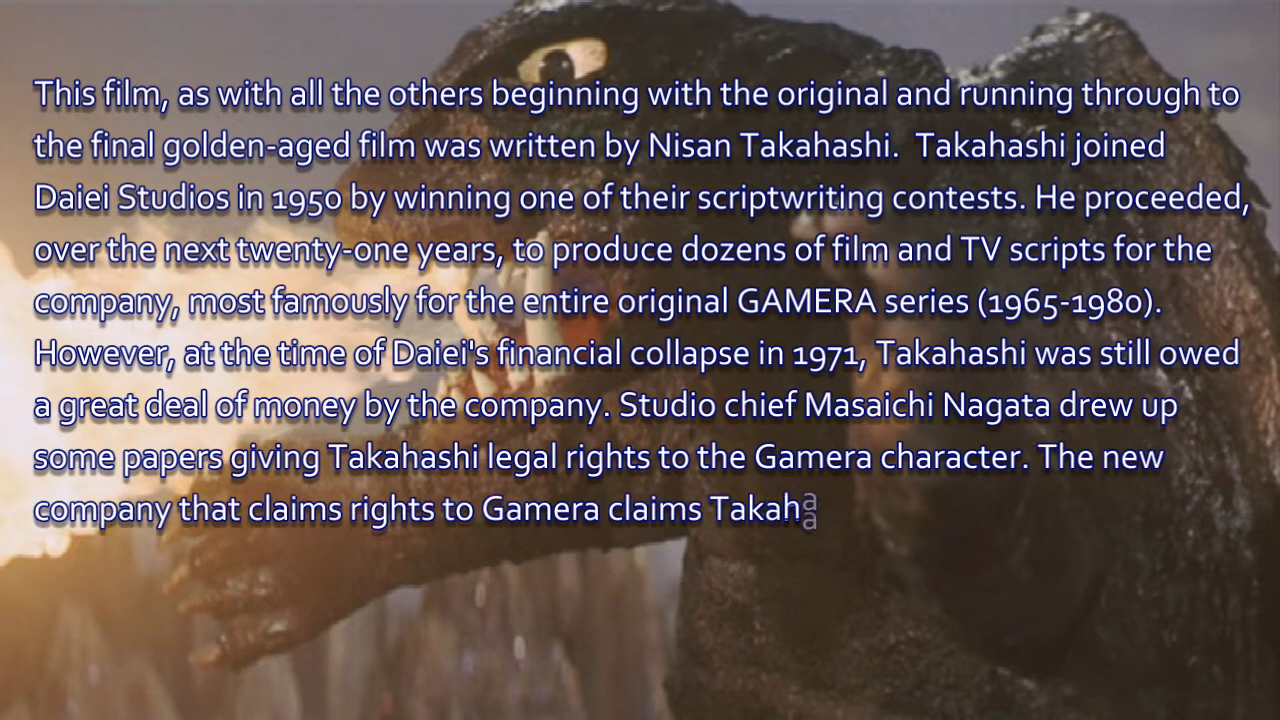 This film, as with all the others beginning with the original and running through to
the final golden-aged film was written by Nisan Takahashi.  Takahashi joined
Daiei Studios in 1950 by winning one of their scriptwriting contests. He proceeded,
over the next twenty-one years, to produce dozens of film and TV scripts for the
company, most famously for the entire original GAMERA series (1965-1980).
However, at the time of Daiei's financial collapse in 1971, Takahashi was still owed
a great deal of money by the company. Studio chief Masaichi Nagata drew up
some papers giving Takahashi legal rights to the Gamera character. The new
company that claims rights to Gamera claims Takah